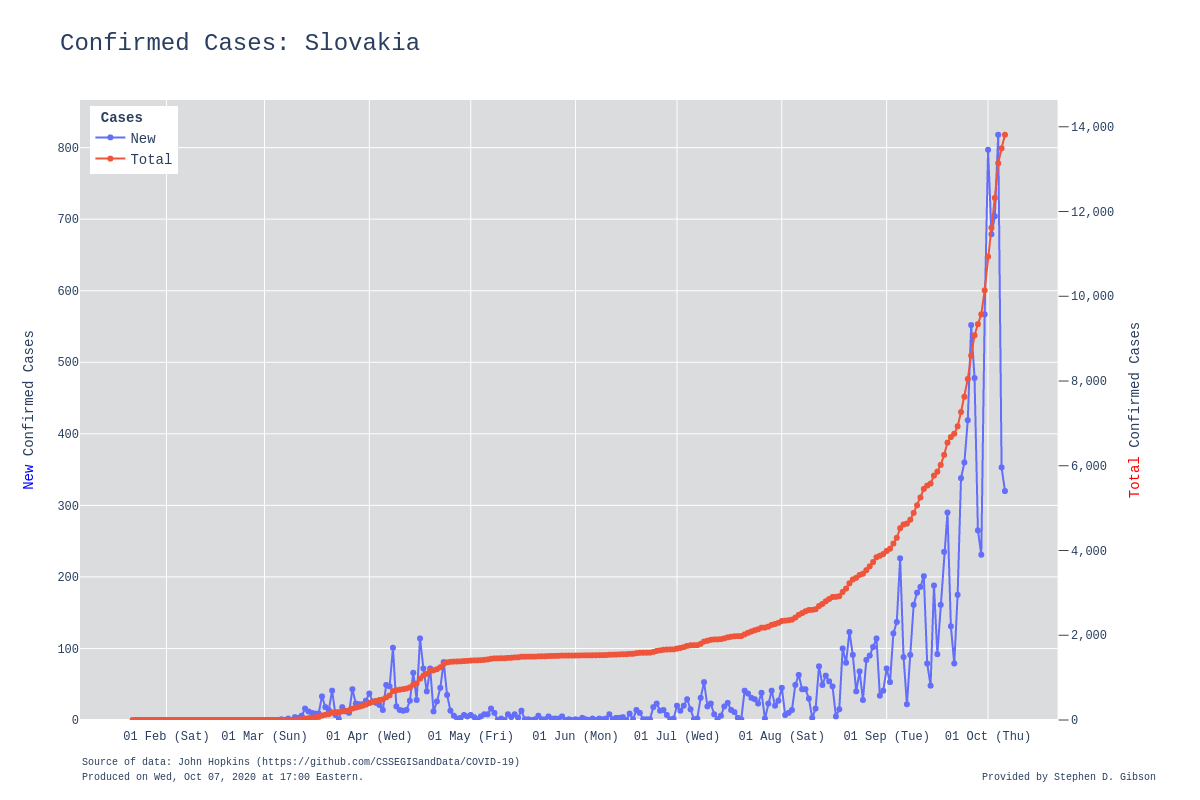 Confirmed Cases: Slovakia
Cases
New
Total
800
700
600
500
400
300
200
100
0
14,000
12,000
10,000
8,000
6,000
4,000
2,000
0
New Confirmed Cases
Total Confirmed Cases
01 Feb (Sat) 01 Mar (Sun) 01 Apr (Wed) 01 May (Fri) 01 Jun (Mon) 01 Jul (Wed) 01 Aug (Sat) 01 Sep (Tue) 01 Oct (Thu)
Source of data: John Hopkins (https://github.com/CSSEGISandData/COVID-19)
Produced on Wed, Oct 07, 2020 at 17:00 Eastern.
Provided by Stephen D. Gibson